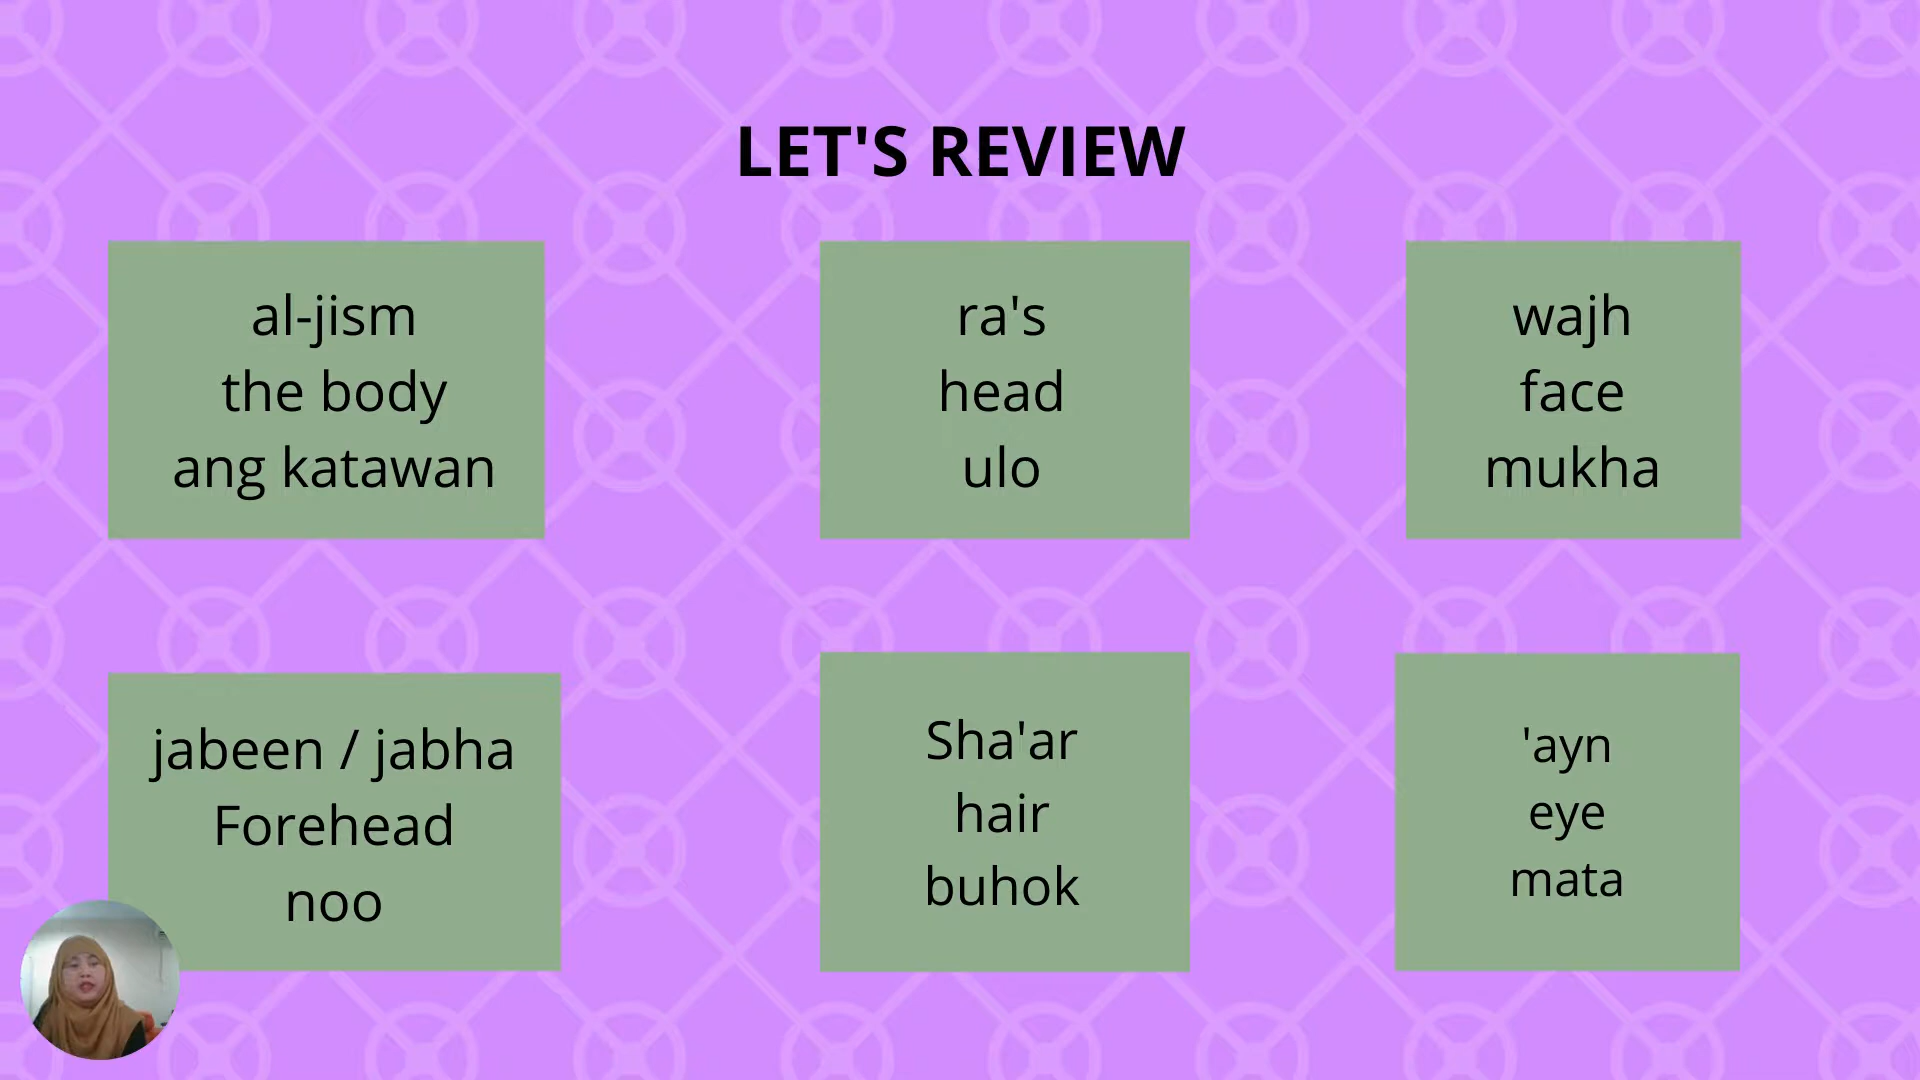 LET'S REVIEW
al-jism
the body
ang katawan
ra's
head
ulo
wajh
face
mukha
jabeen / jabha
Forehead
noo
Sha'ar
hair
buhok
'ayn
eye
mata